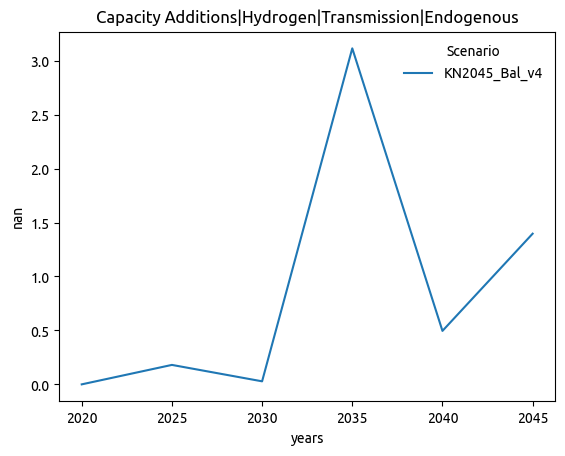 Capacity Additions|Hydrogen|Transmission|Endogenous
Scenario
KN2045_Bal_v4
3.0
2.5
2.0
1.5
1.0
0.5
0.0
nan
2020 2025 2030 2035 2040 2045
years